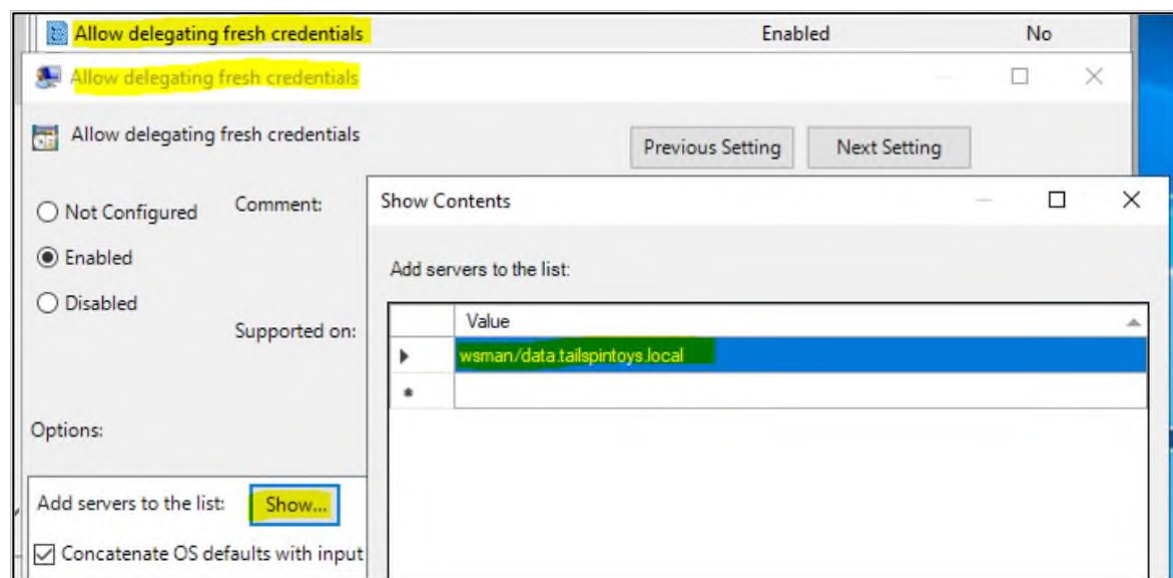 Allow delegating fresh credentials Enabled No
Allow delegating fresh credentials
Allow delegating fresh credentials
Previous Setting Next Setting
Not Configured Comment:
Enabled
Disabled
Supported on:
Options:
Add servers to the list: Show...
Concatenate OS defaults with input
Show Contents
Add servers to the list:
Value
wsman/data.tailspintoys.local